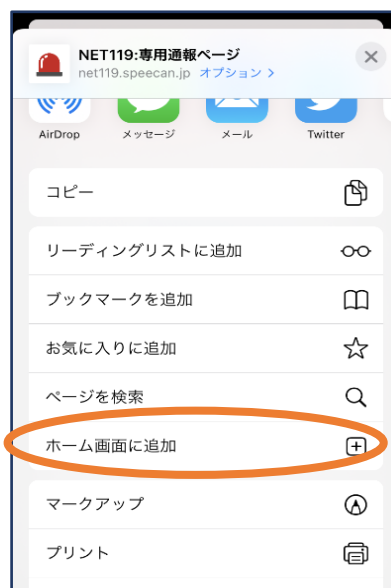 NET119:専用通報ページ
net119.speecan.jp オプション >
AirDrop メッセージ メール Twitter
コピー
リーディングリストに追加
ブックマークを追加
お気に入りに追加
ページを検索
ホーム画面に追加
マークアップ
プリント